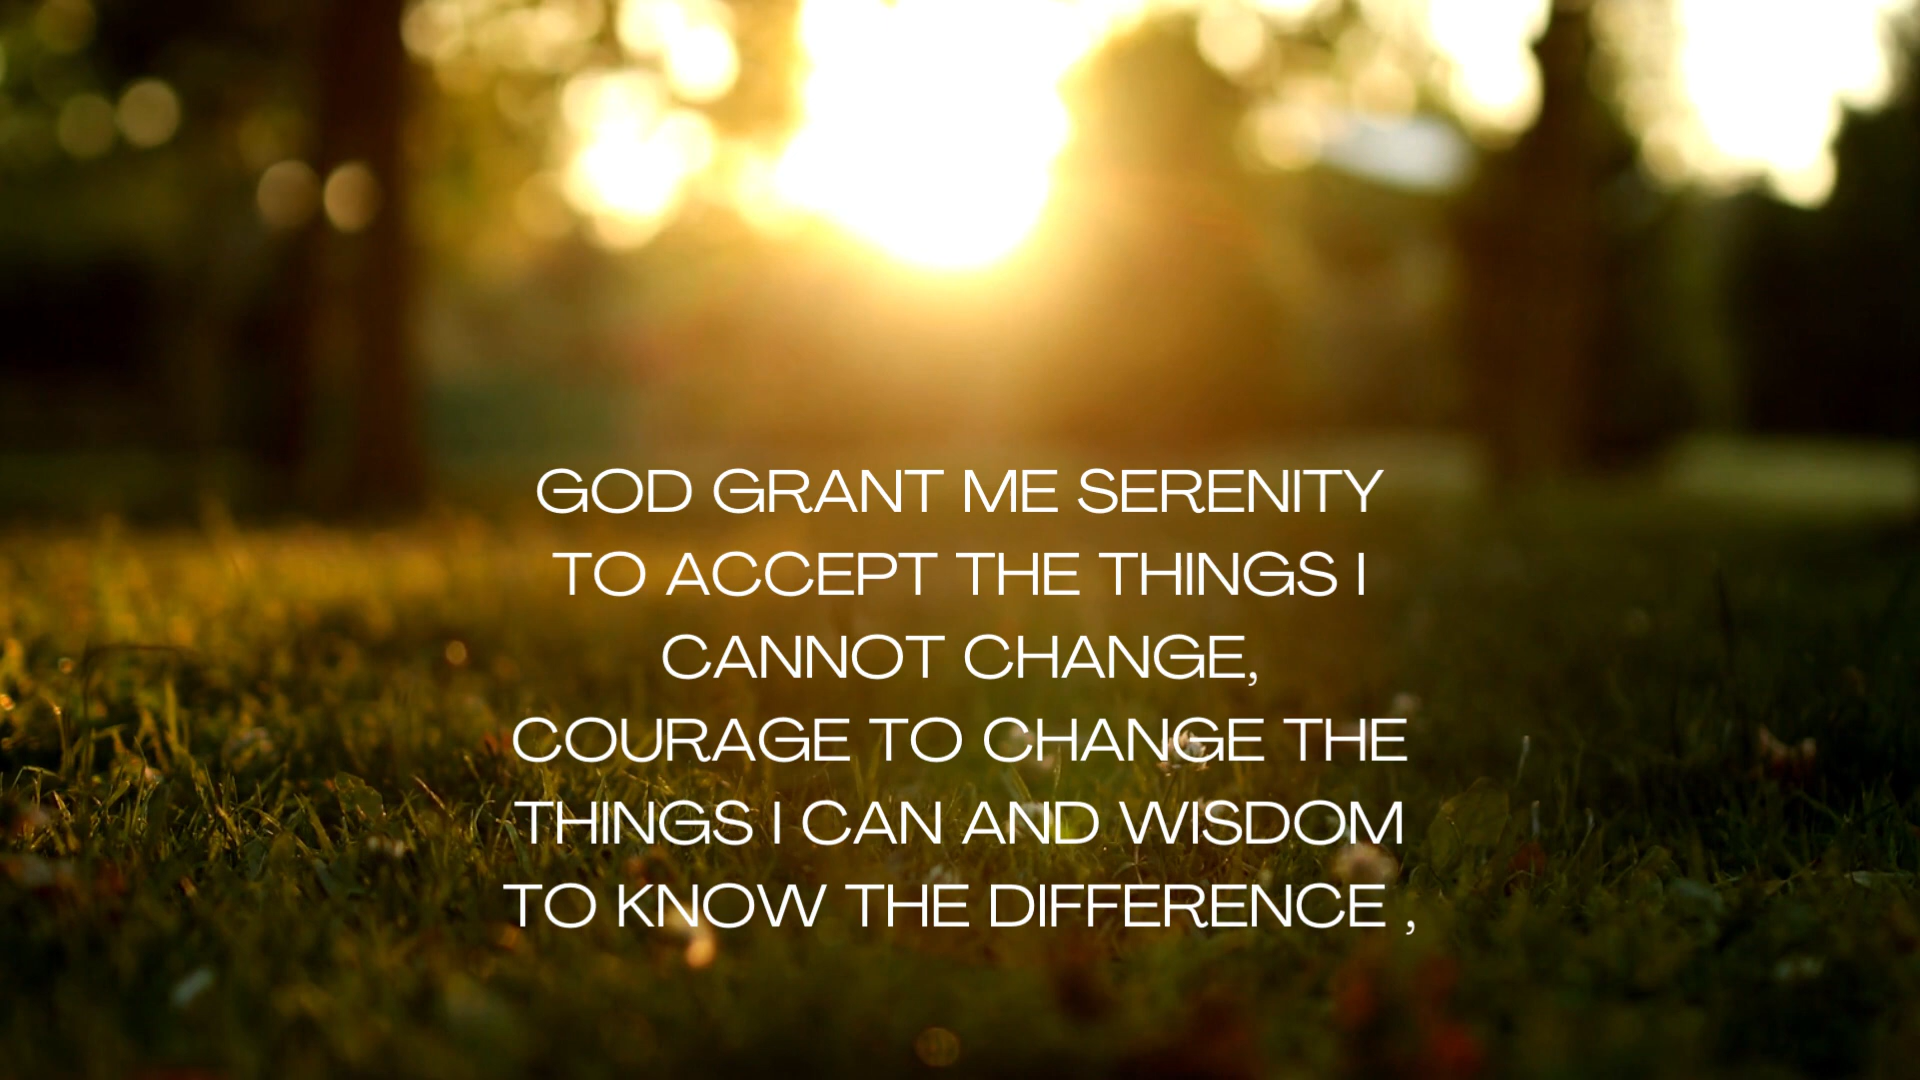 GOD GRANT ME SERENITY
TO ACCEPT THE THINGS I
CANNOT CHANGE,
COURAGE TO CHANGE THE
THINGS I CAN AND WISDOM
TO KNOW THE DIFFERENCE ,